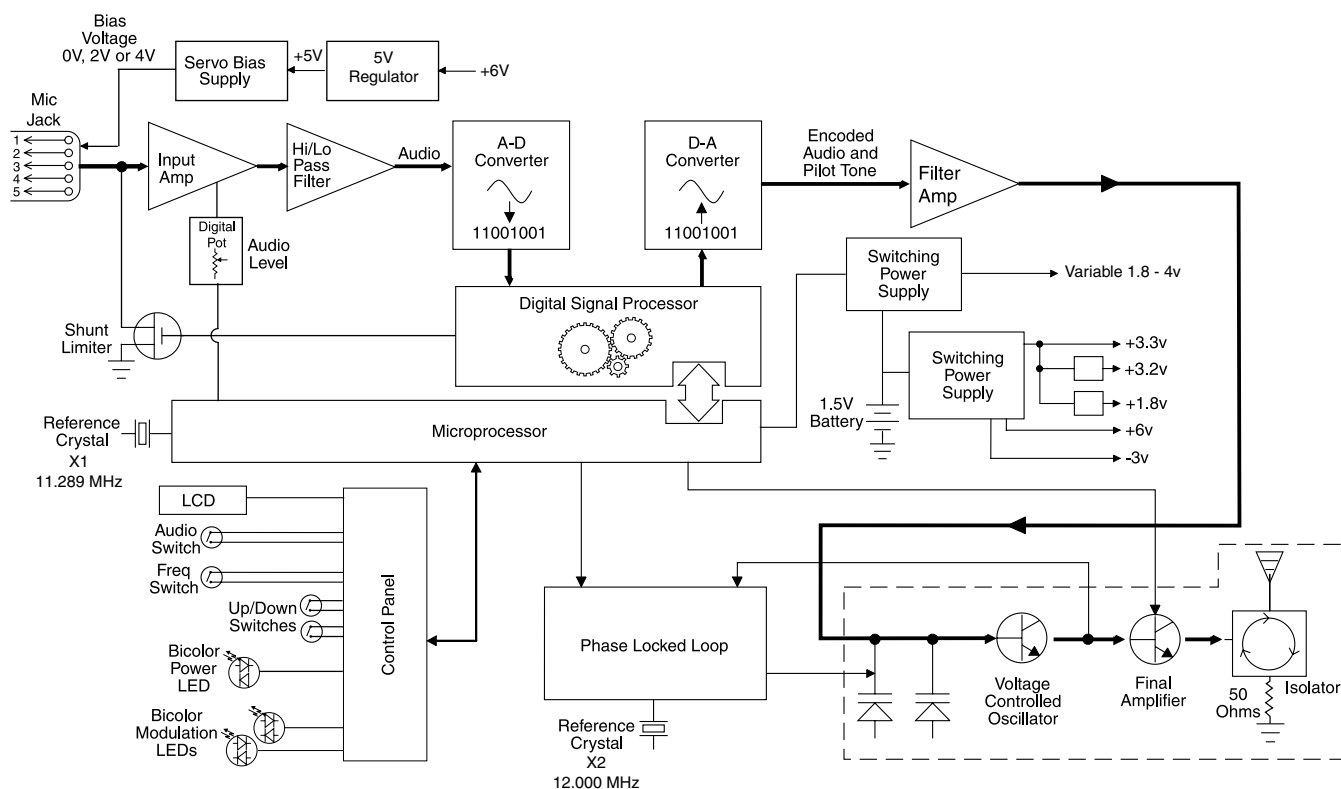 Bias
Voltage
0V, 2V or 4V
Servo Bias
Supply
+5V
5V
Regulator
+6V
Mic
Jack
1
2
3
4
5
Input
Amp
Hi/Lo
Pass
Filter
Audio
A-D
Converter
11001001
D-A
Converter
11001001
Encoded
Audio and
Pilot Tone
Filter
Amp
Digital
Pot
Audio
Level
Shunt
Limiter
Digital Signal Processor
Switching
Power
Supply
Variable 1.8 - 4v
Switching
Power
Supply
+3.3v
+3.2v
+1.8v
+6v
-3v
1.5V
Battery
Reference
Crystal
X1
11.289 MHz
Microprocessor
LCD
Audio
Switch
Freq
Switch
Up/Down
Switches
Bicolor
Power
LED
Bicolor
Modulation
LEDs
Control Panel
Phase Locked Loop
Reference
Crystal
X2
12.000 MHz
Voltage
Controlled
Oscillator
Final
Amplifier
50
Ohms
Isolator